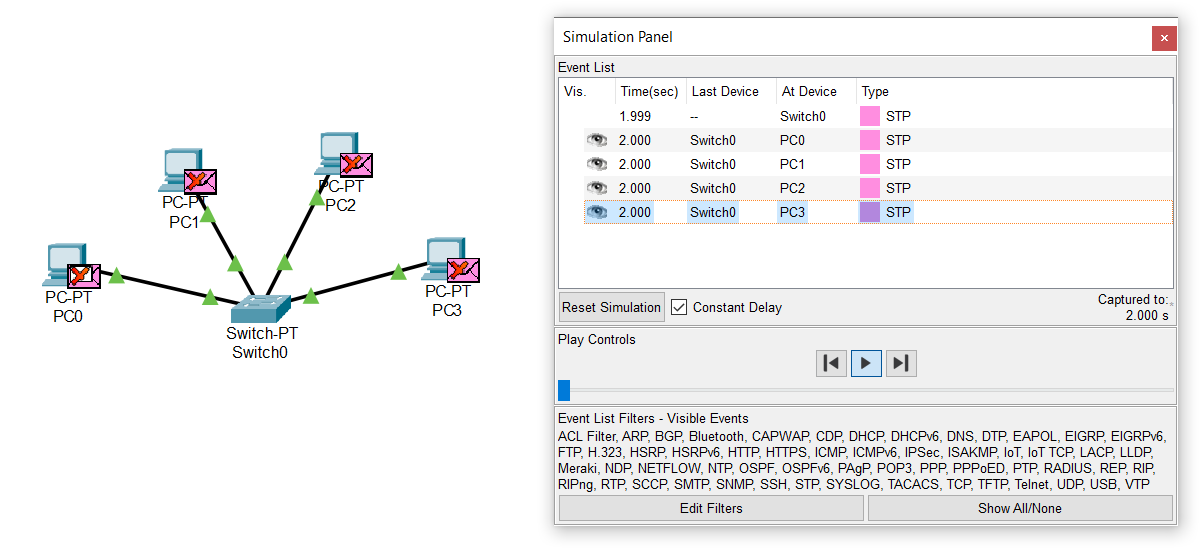 PC-PT
PC1
PC-PT
PC2
PC-PT
PC0
PC-PT
PC3
Switch-PT
Switch0
Simulation Panel
Event List
Vis. Time(sec) Last Device At Device Type
1.999 -- Switch0 STP
2.000 Switch0 PC0 STP
2.000 Switch0 PC1 STP
2.000 Switch0 PC2 STP
2.000 Switch0 PC3 STP
Reset Simulation Constant Delay Captured to:*
2.000 s
Play Controls
Event List Filters - Visible Events
ACL Filter, ARP, BGP, Bluetooth, CAPWAP, CDP, DHCP, DHCPv6, DNS, DTP, EAPOL, EIGRP, EIGRPv6,
FTP, H.323, HSRP, HSRPv6, HTTP, HTTPS, ICMP, ICMPv6, IPSec, ISAKMP, IoT, IoT TCP, LACP, LLDP,
Meraki, NDP, NETFLOW, NTP, OSPF, OSPFv6, PAgP, POP3, PPP, PPPoED, PTP, RADIUS, REP, RIP,
RIPng, RTP, SCCP, SMTP, SNMP, SSH, STP, SYSLOG, TACACS, TCP, TFTP, Telnet, UDP, USB, VTP
Edit Filters Show All/None